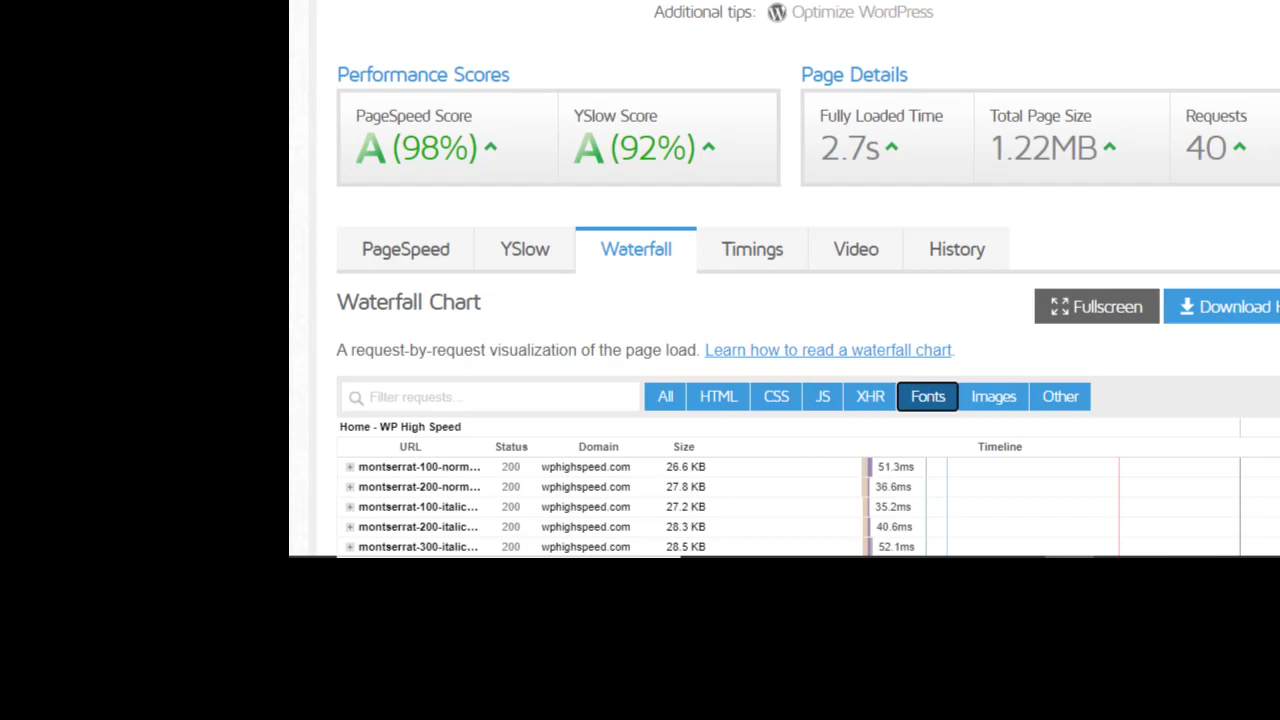 Additional tips: Optimize WordPress
Performance Scores Page Details
PageSpeed Score YSlow Score Fully Loaded Time Total Page Size Requests
A (98%) A (92%) 2.7s 1.22MB 40
PageSpeed YSlow Waterfall Timings Video History
Waterfall Chart Fullscreen Download
A request-by-request visualization of the page load. Learn how to read a waterfall chart.
Filter requests... All HTML CSS JS XHR Fonts Images Other
Home - WP High Speed
URL Status Domain Size Timeline
montserrat-100-norm... 200 wphighspeed.com 26.6 KB 51.3ms
montserrat-200-norm... 200 wphighspeed.com 27.8 KB 36.6ms
montserrat-100-italic... 200 wphighspeed.com 27.2 KB 35.2ms
montserrat-200-italic... 200 wphighspeed.com 28.3 KB 40.6ms
montserrat-300-italic... 200 wphighspeed.com 28.5 KB 52.1ms